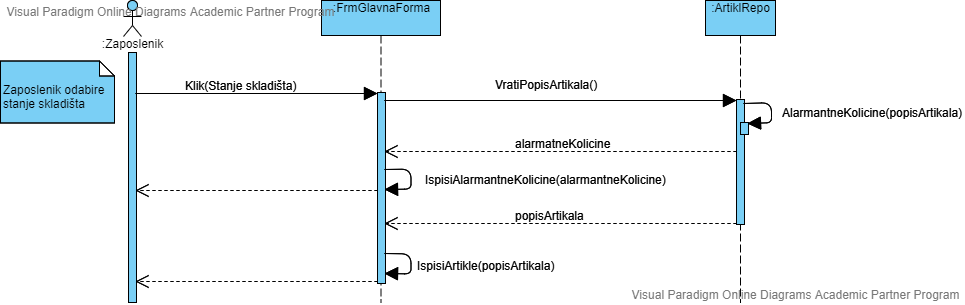 Visual Paradigm Online Diagrams Academic Partner Program
:FrmGlavnaForma
:ArtiklRepo
:Zaposlenik
Zaposlenik odabire
stanje skladišta
Klik(Stanje skladišta)
VratiPopisArtikala()
AlarmantneKolicine(popisArtikala)
alarmatneKolicine
IspisiAlarmantneKolicine(alarmantneKolicine)
popisArtikala
IspisiArtikle(popisArtikala)
Visual Paradigm Online Diagrams Academic Partner Program